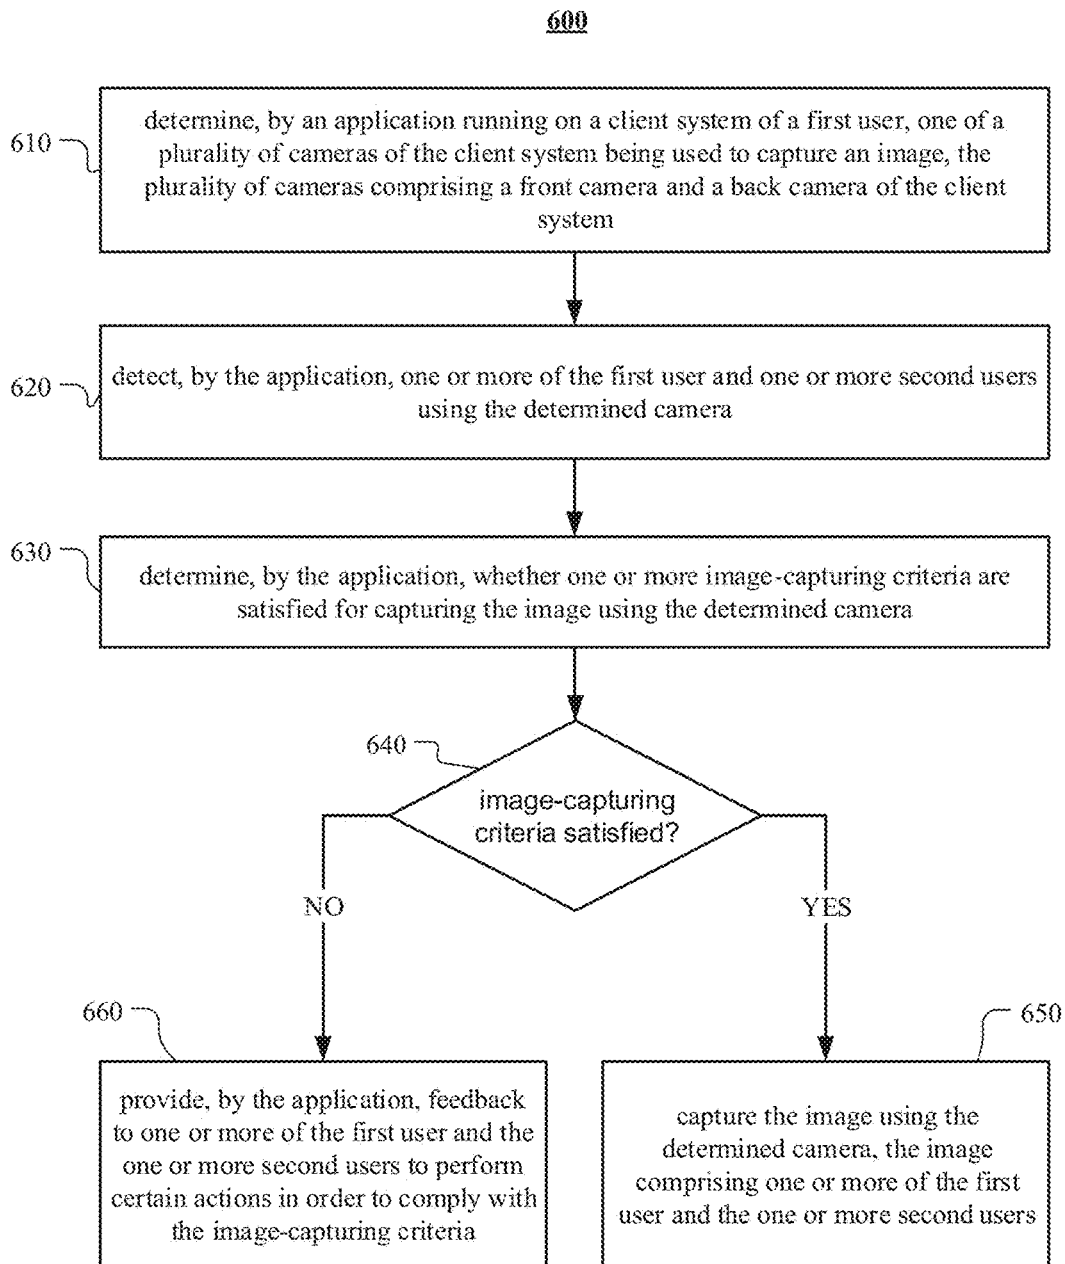 600
610
determine, by an application running on a client system of a first user, one of a
plurality of cameras of the client system being used to capture an image, the
plurality of cameras comprising a front camera and a back camera of the client
system
620
detect, by the application, one or more of the first user and one or more second users
using the determined camera
630
determine, by the application, whether one or more image-capturing criteria are
satisfied for capturing the image using the determined camera
640
image-capturing
criteria satisfied?
NO
YES
660
650
provide, by the application, feedback
to one or more of the first user and the
one or more second users to perform
certain actions in order to comply with
the image-capturing criteria
capture the image using the
determined camera, the image
comprising one or more of the first
user and the one or more second users